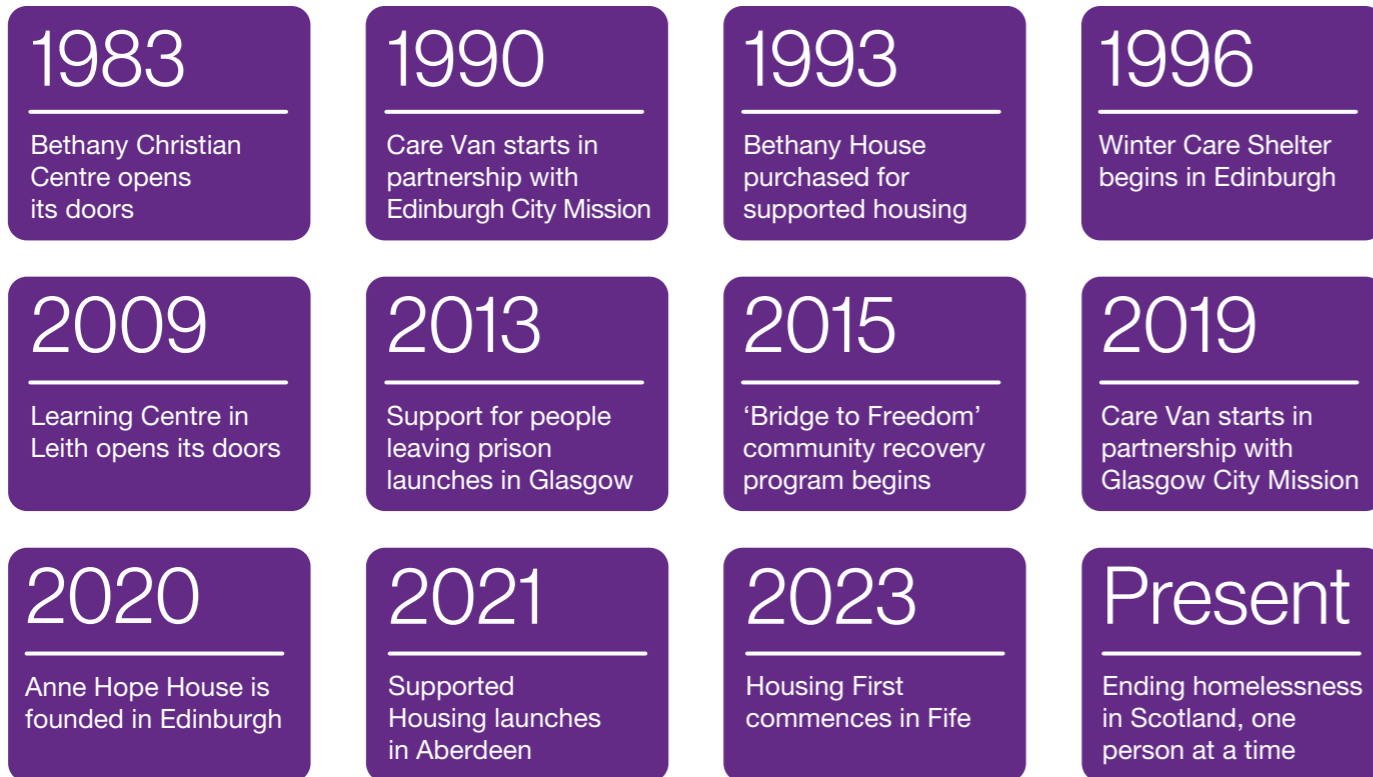 1983
Bethany Christian
Centre opens
its doors
1990
Care Van starts in
partnership with
Edinburgh City Mission
1993
Bethany House
purchased for
supported housing
1996
Winter Care Shelter
begins in Edinburgh
2009
Learning Centre in
Leith opens its doors
2013
Support for people
leaving prison
launches in Glasgow
2015
‘Bridge to Freedom’
community recovery
program begins
2019
Care Van starts in
partnership with
Glasgow City Mission
2020
Anne Hope House is
founded in Edinburgh
2021
Supported
Housing launches
in Aberdeen
2023
Housing First
commences in Fife
Present
Ending homelessness
in Scotland, one
person at a time